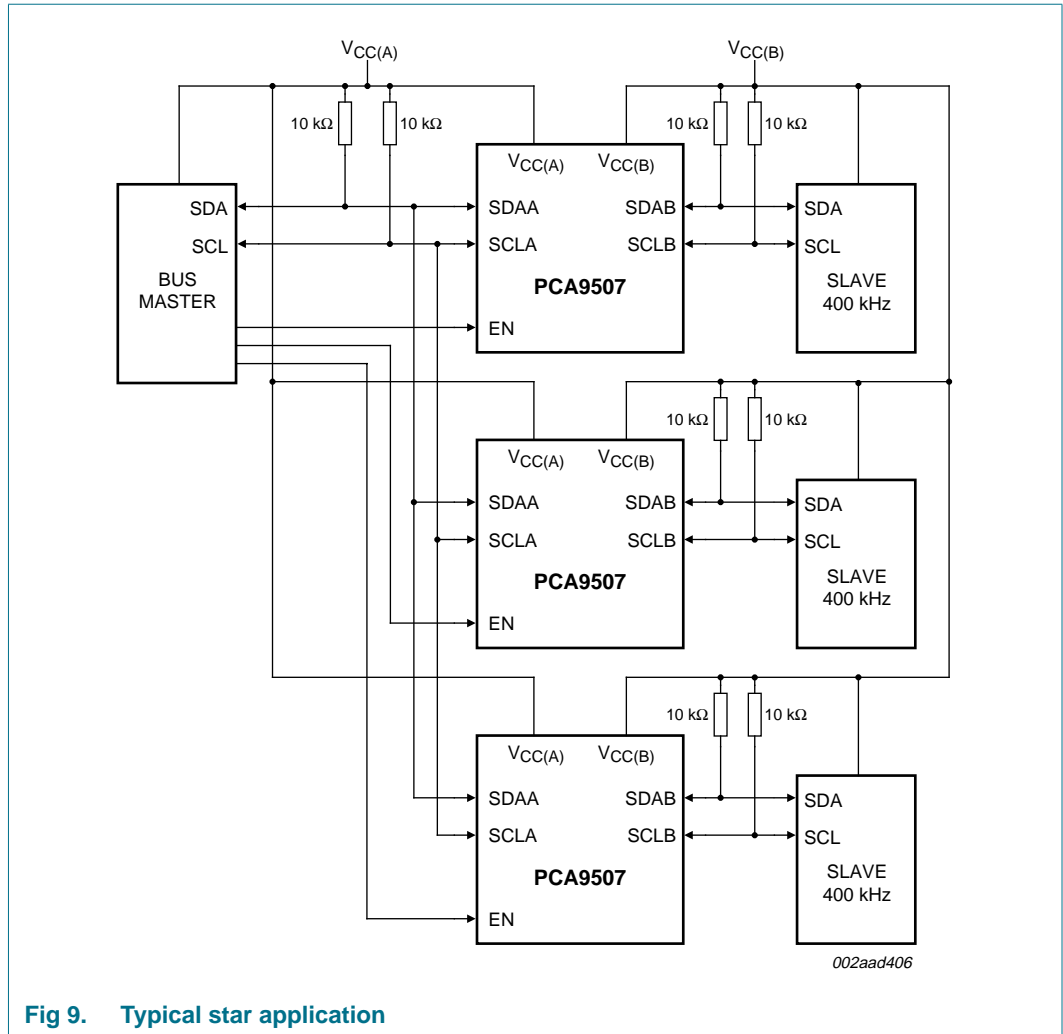 VCC(A) VCC(B)
10 kΩ 10 kΩ 10 kΩ 10 kΩ
VCC(A) VCC(B)
SDA SDAA SDAB SDA
SCL SCLA SCLB SCL
BUS MASTER
PCA9507
SLAVE 400 kHz
EN
10 kΩ 10 kΩ
VCC(A) VCC(B)
SDAA SDAB SDA
SCLA SCLB SCL
PCA9507
SLAVE 400 kHz
EN
10 kΩ 10 kΩ
VCC(A) VCC(B)
SDAA SDAB SDA
SCLA SCLB SCL
PCA9507
SLAVE 400 kHz
EN
002aad406
Fig 9. Typical star application